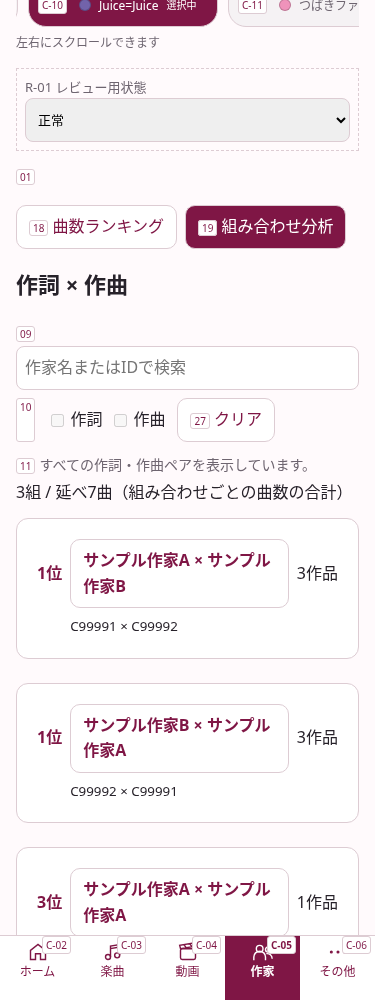 C-10 Juice=Juice 選択中 C-11 つばきファ
左右にスクロールできます
R-01 レビュー用状態
正常
01
18 曲数ランキング 19 組み合わせ分析
作詞 × 作曲
09
作家名またはIDで検索
10 作詞 作曲 27 クリア
11 すべての作詞・作曲ペアを表示しています。
3組 / 延べ7曲（組み合わせごとの曲数の合計）
1位 サンプル作家A × サンプル
作家B 3作品
C99991 × C99992
1位 サンプル作家B × サンプル
作家A 3作品
C99992 × C99991
3位 サンプル作家A × サンプル
作家A 1作品
C-02 C-03 C-04 C-05 C-06
ホーム 楽曲 動画 作家 その他